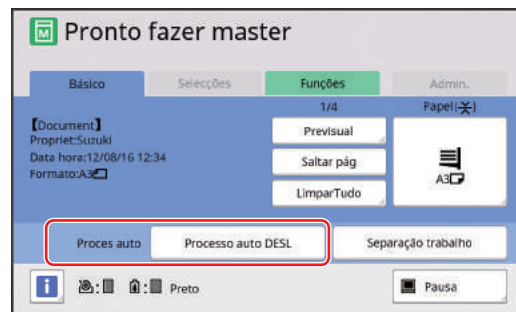 M Pronto fazer master
Básico Selecções Funções Admin.
1/4 Papel( )
【Document】
Propriet:Suzuki
Data hora:12/08/16 12:34
Formato:A3
Previsual
Saltar pág
LimparTudo
A3
Proces auto Processo auto DESL Separação trabalho
i : : Preto Pausa